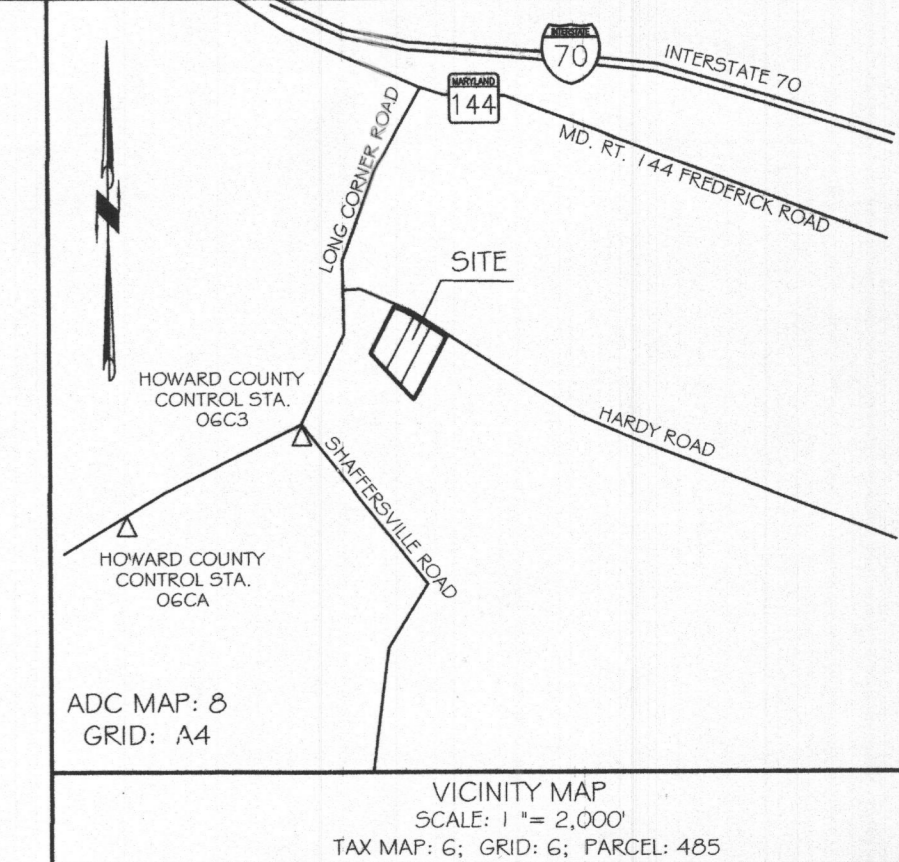 INTERSTATE
70
INTERSTATE 70
MARYLAND
144
MD. RT. 144 FREDERICK ROAD
LONG CORNER ROAD
SITE
HOWARD COUNTY
CONTROL STA.
06C3
HARDY ROAD
SHAFFERSVILLE ROAD
HOWARD COUNTY
CONTROL STA.
06CA
ADC MAP: 8
GRID: A4
VICINITY MAP
SCALE: 1 "= 2,000'
TAX MAP: 6; GRID: 6; PARCEL: 485